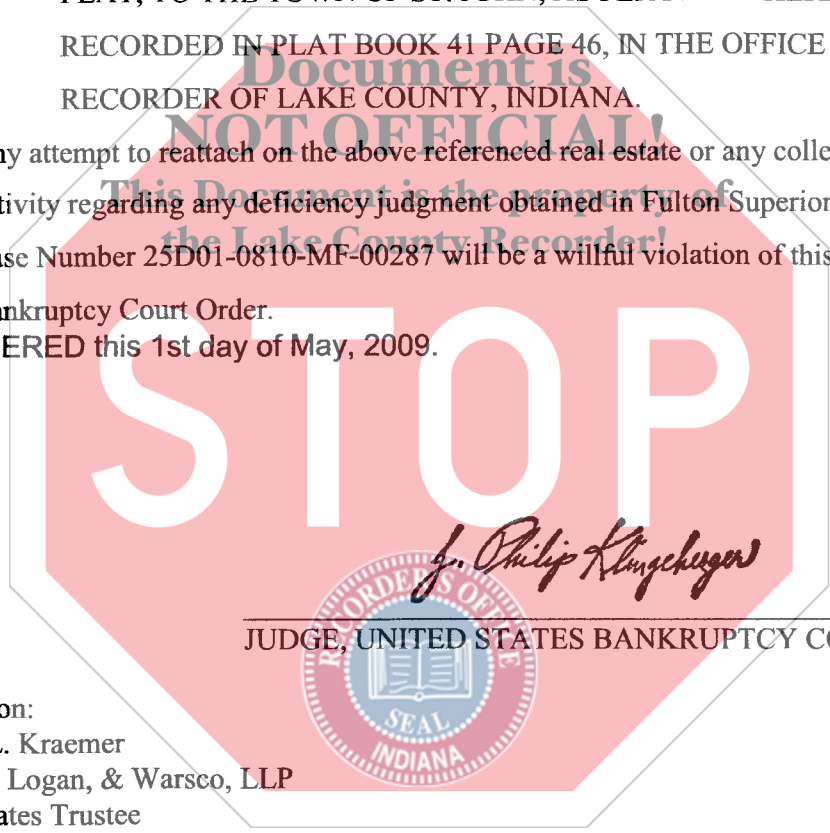 RECORDED IN PLAT BOOK 41 PAGE 46, IN THE OFFICE
Document is
RECORDER OF LAKE COUNTY, INDIANA.
NOT OFFICIAL!
ny attempt to reattach on the above referenced real estate or any colle
This Document is the property of
tivity regarding any deficiency judgment obtained in Fulton Superior
the Lake County Recorder!
se Number 25D01-0810-MF-00287 will be a willful violation of this
nkruptcy Court Order.
ERED this 1st day of May, 2009.
STOP
J. Philip Klingeberger
JUDGE, UNITED STATES BANKRUPTCY CO
RECORDER'S OFFICE
SEAL
INDIANA
on:
L. Kraemer
Logan, & Warsco, LLP
ates Trustee